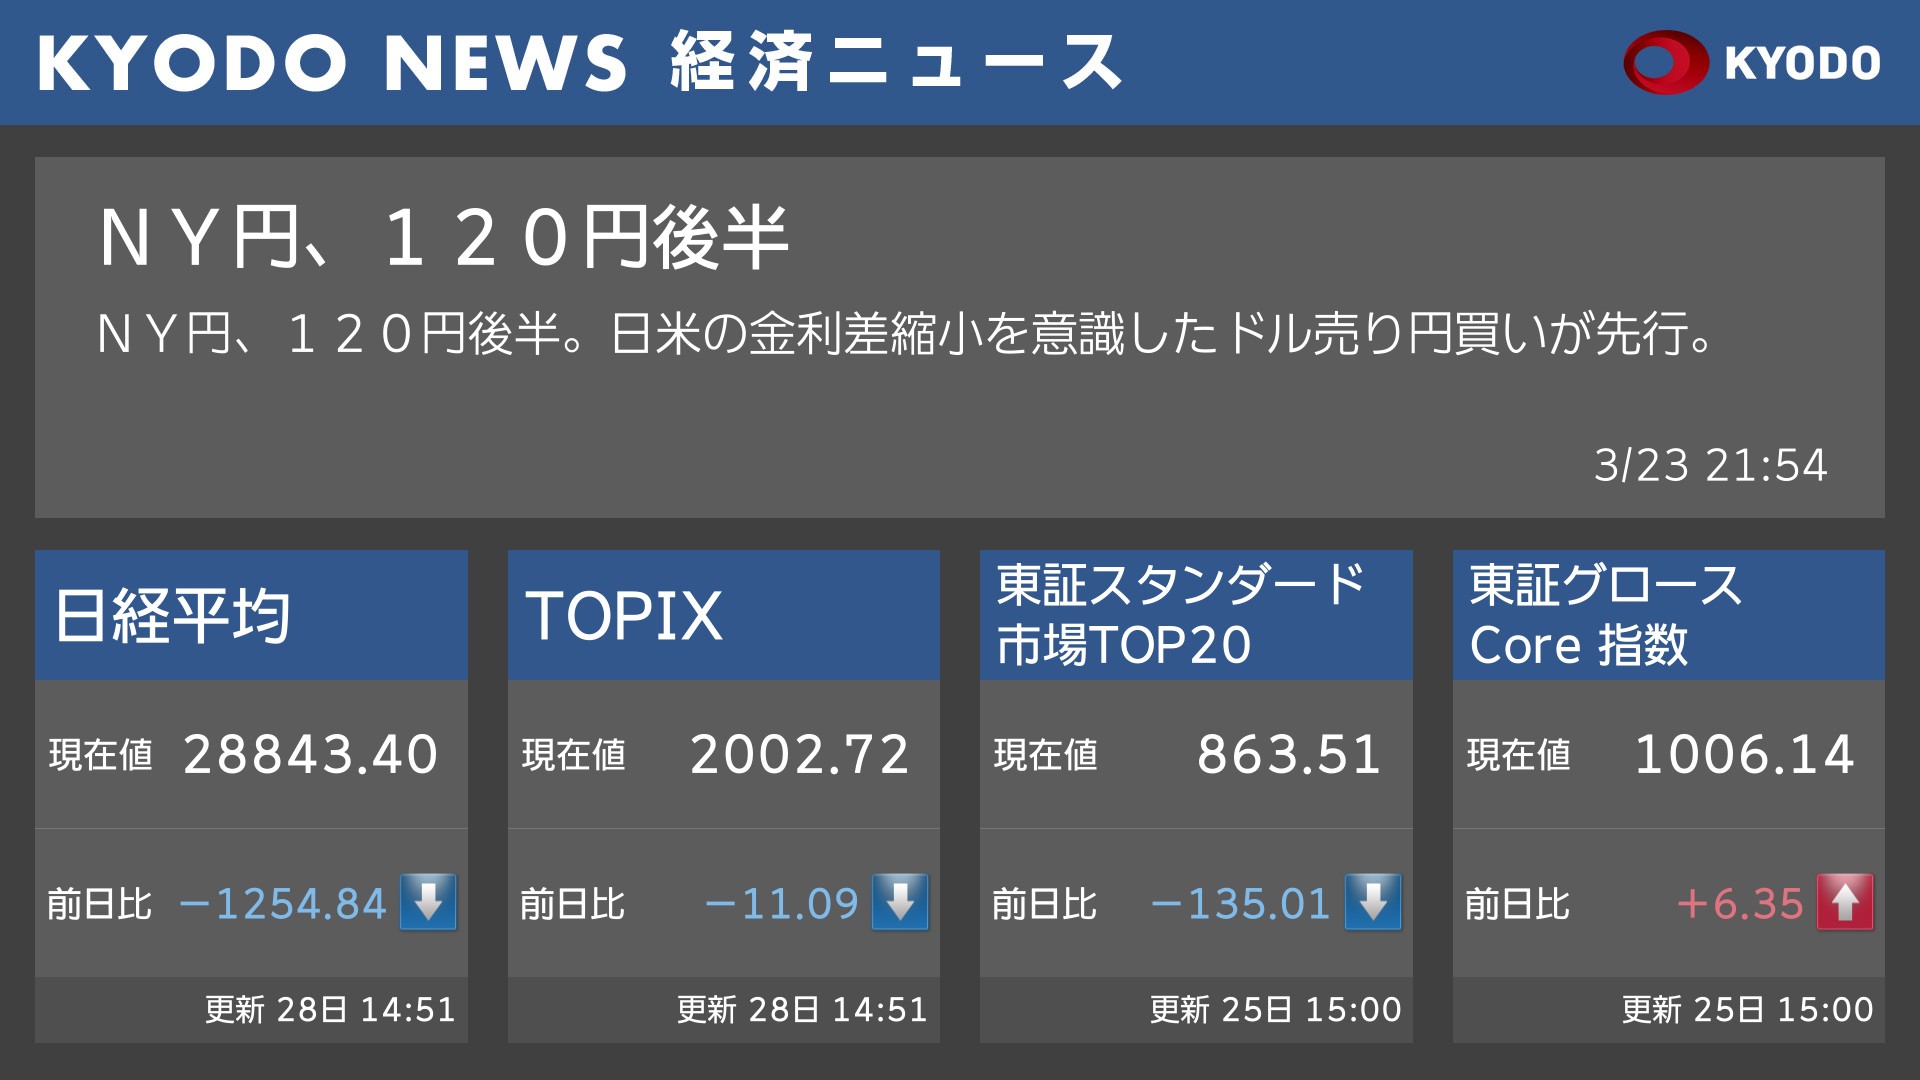 KYODO NEWS 経済ニュース
KYODO
ＮＹ円、１２０円後半
ＮＹ円、１２０円後半。日米の金利差縮小を意識したドル売り円買いが先行。
3/23 21:54
日経平均
現在値 28843.40
前日比 −1254.84
更新 28日 14:51
TOPIX
現在値 2002.72
前日比 −11.09
更新 28日 14:51
東証スタンダード
市場TOP20
現在値 863.51
前日比 −135.01
更新 25日 15:00
東証グロース
Core 指数
現在値 1006.14
前日比 +6.35
更新 25日 15:00